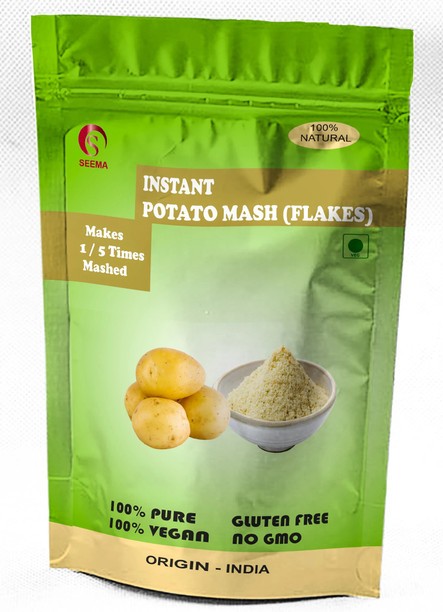 100%
NATURAL
SEEMA
INSTANT
POTATO MASH (FLAKES)
Makes
1 / 5 Times
Mashed
100% PURE
100% VEGAN
GLUTEN FREE
NO GMO
ORIGIN - INDIA